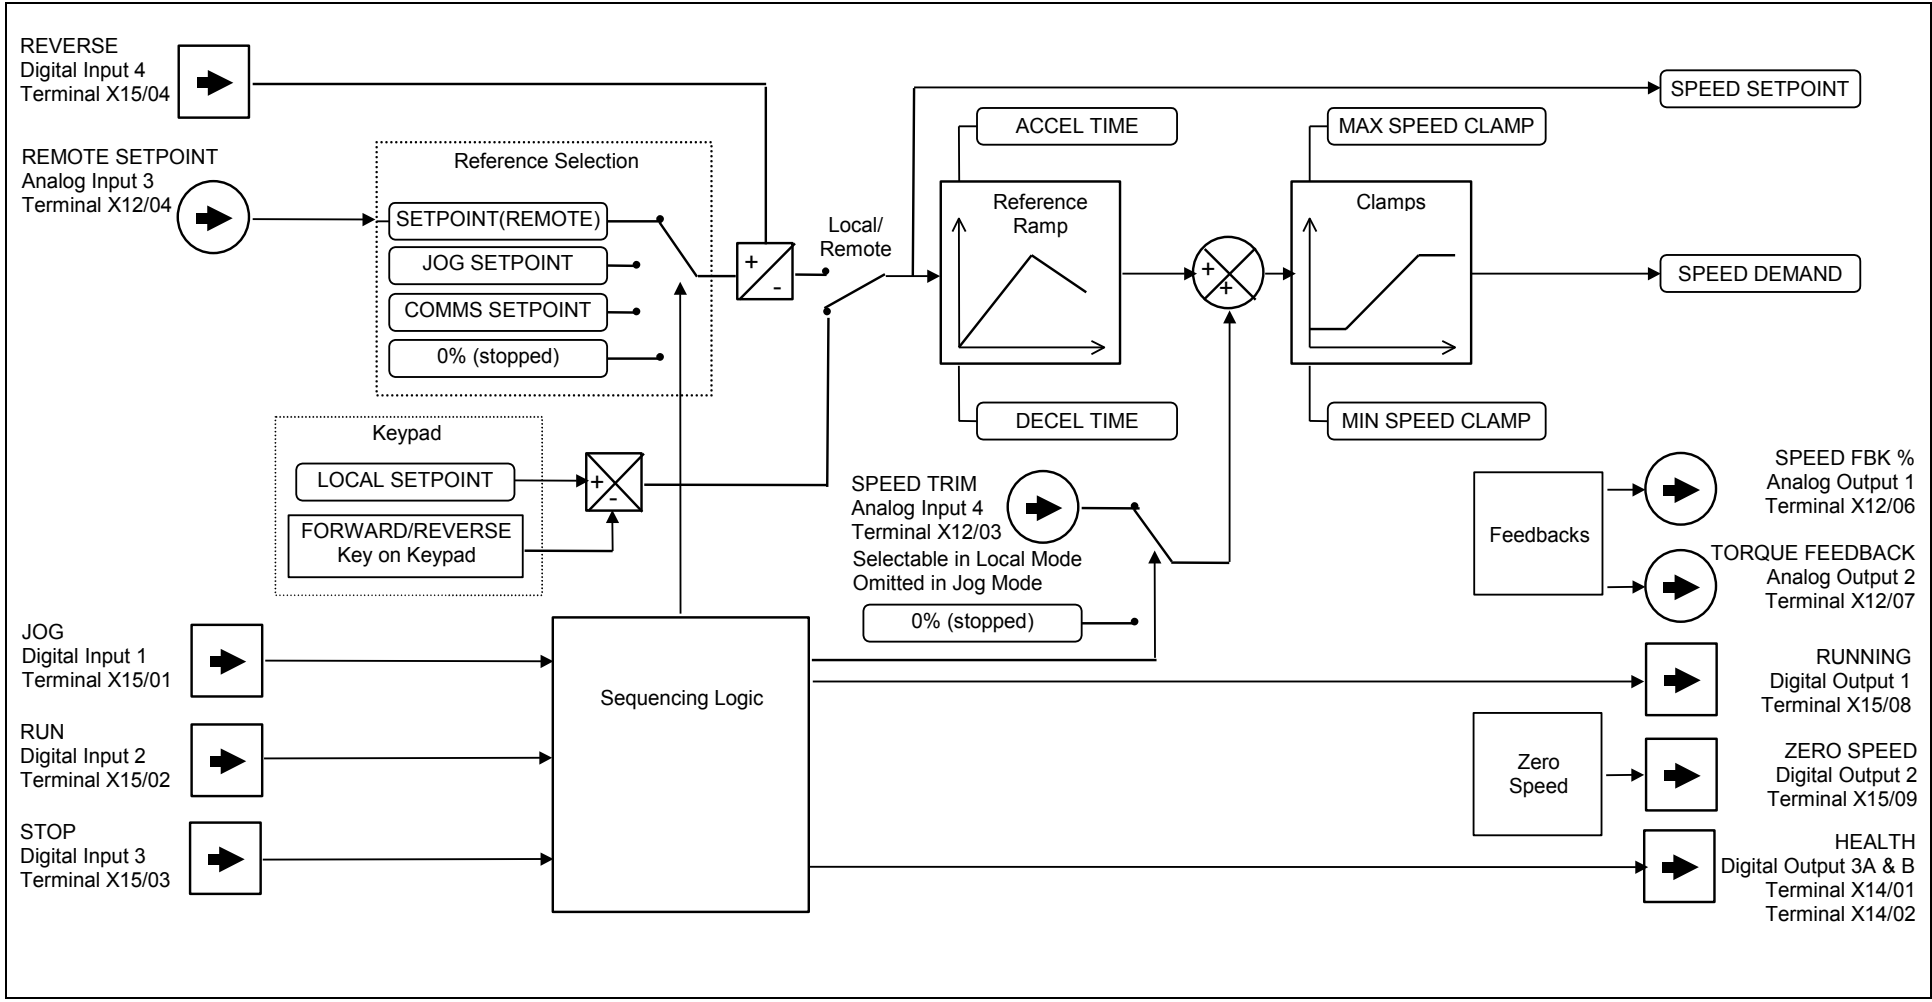 REVERSE
Digital Input 4
Terminal X15/04
REMOTE SETPOINT
Analog Input 3
Terminal X12/04
Reference Selection
SETPOINT(REMOTE)
JOG SETPOINT
COMMS SETPOINT
0% (stopped)
+
-
Local/
Remote
SPEED SETPOINT
ACCEL TIME
Reference
Ramp
DECEL TIME
+
+
MAX SPEED CLAMP
Clamps
MIN SPEED CLAMP
SPEED DEMAND
Keypad
LOCAL SETPOINT
FORWARD/REVERSE
Key on Keypad
+
-
SPEED TRIM
Analog Input 4
Terminal X12/03
Selectable in Local Mode
Omitted in Jog Mode
0% (stopped)
Feedbacks
SPEED FBK %
Analog Output 1
Terminal X12/06
TORQUE FEEDBACK
Analog Output 2
Terminal X12/07
JOG
Digital Input 1
Terminal X15/01
RUN
Digital Input 2
Terminal X15/02
STOP
Digital Input 3
Terminal X15/03
Sequencing Logic
RUNNING
Digital Output 1
Terminal X15/08
Zero
Speed
ZERO SPEED
Digital Output 2
Terminal X15/09
HEALTH
Digital Output 3A & B
Terminal X14/01
Terminal X14/02